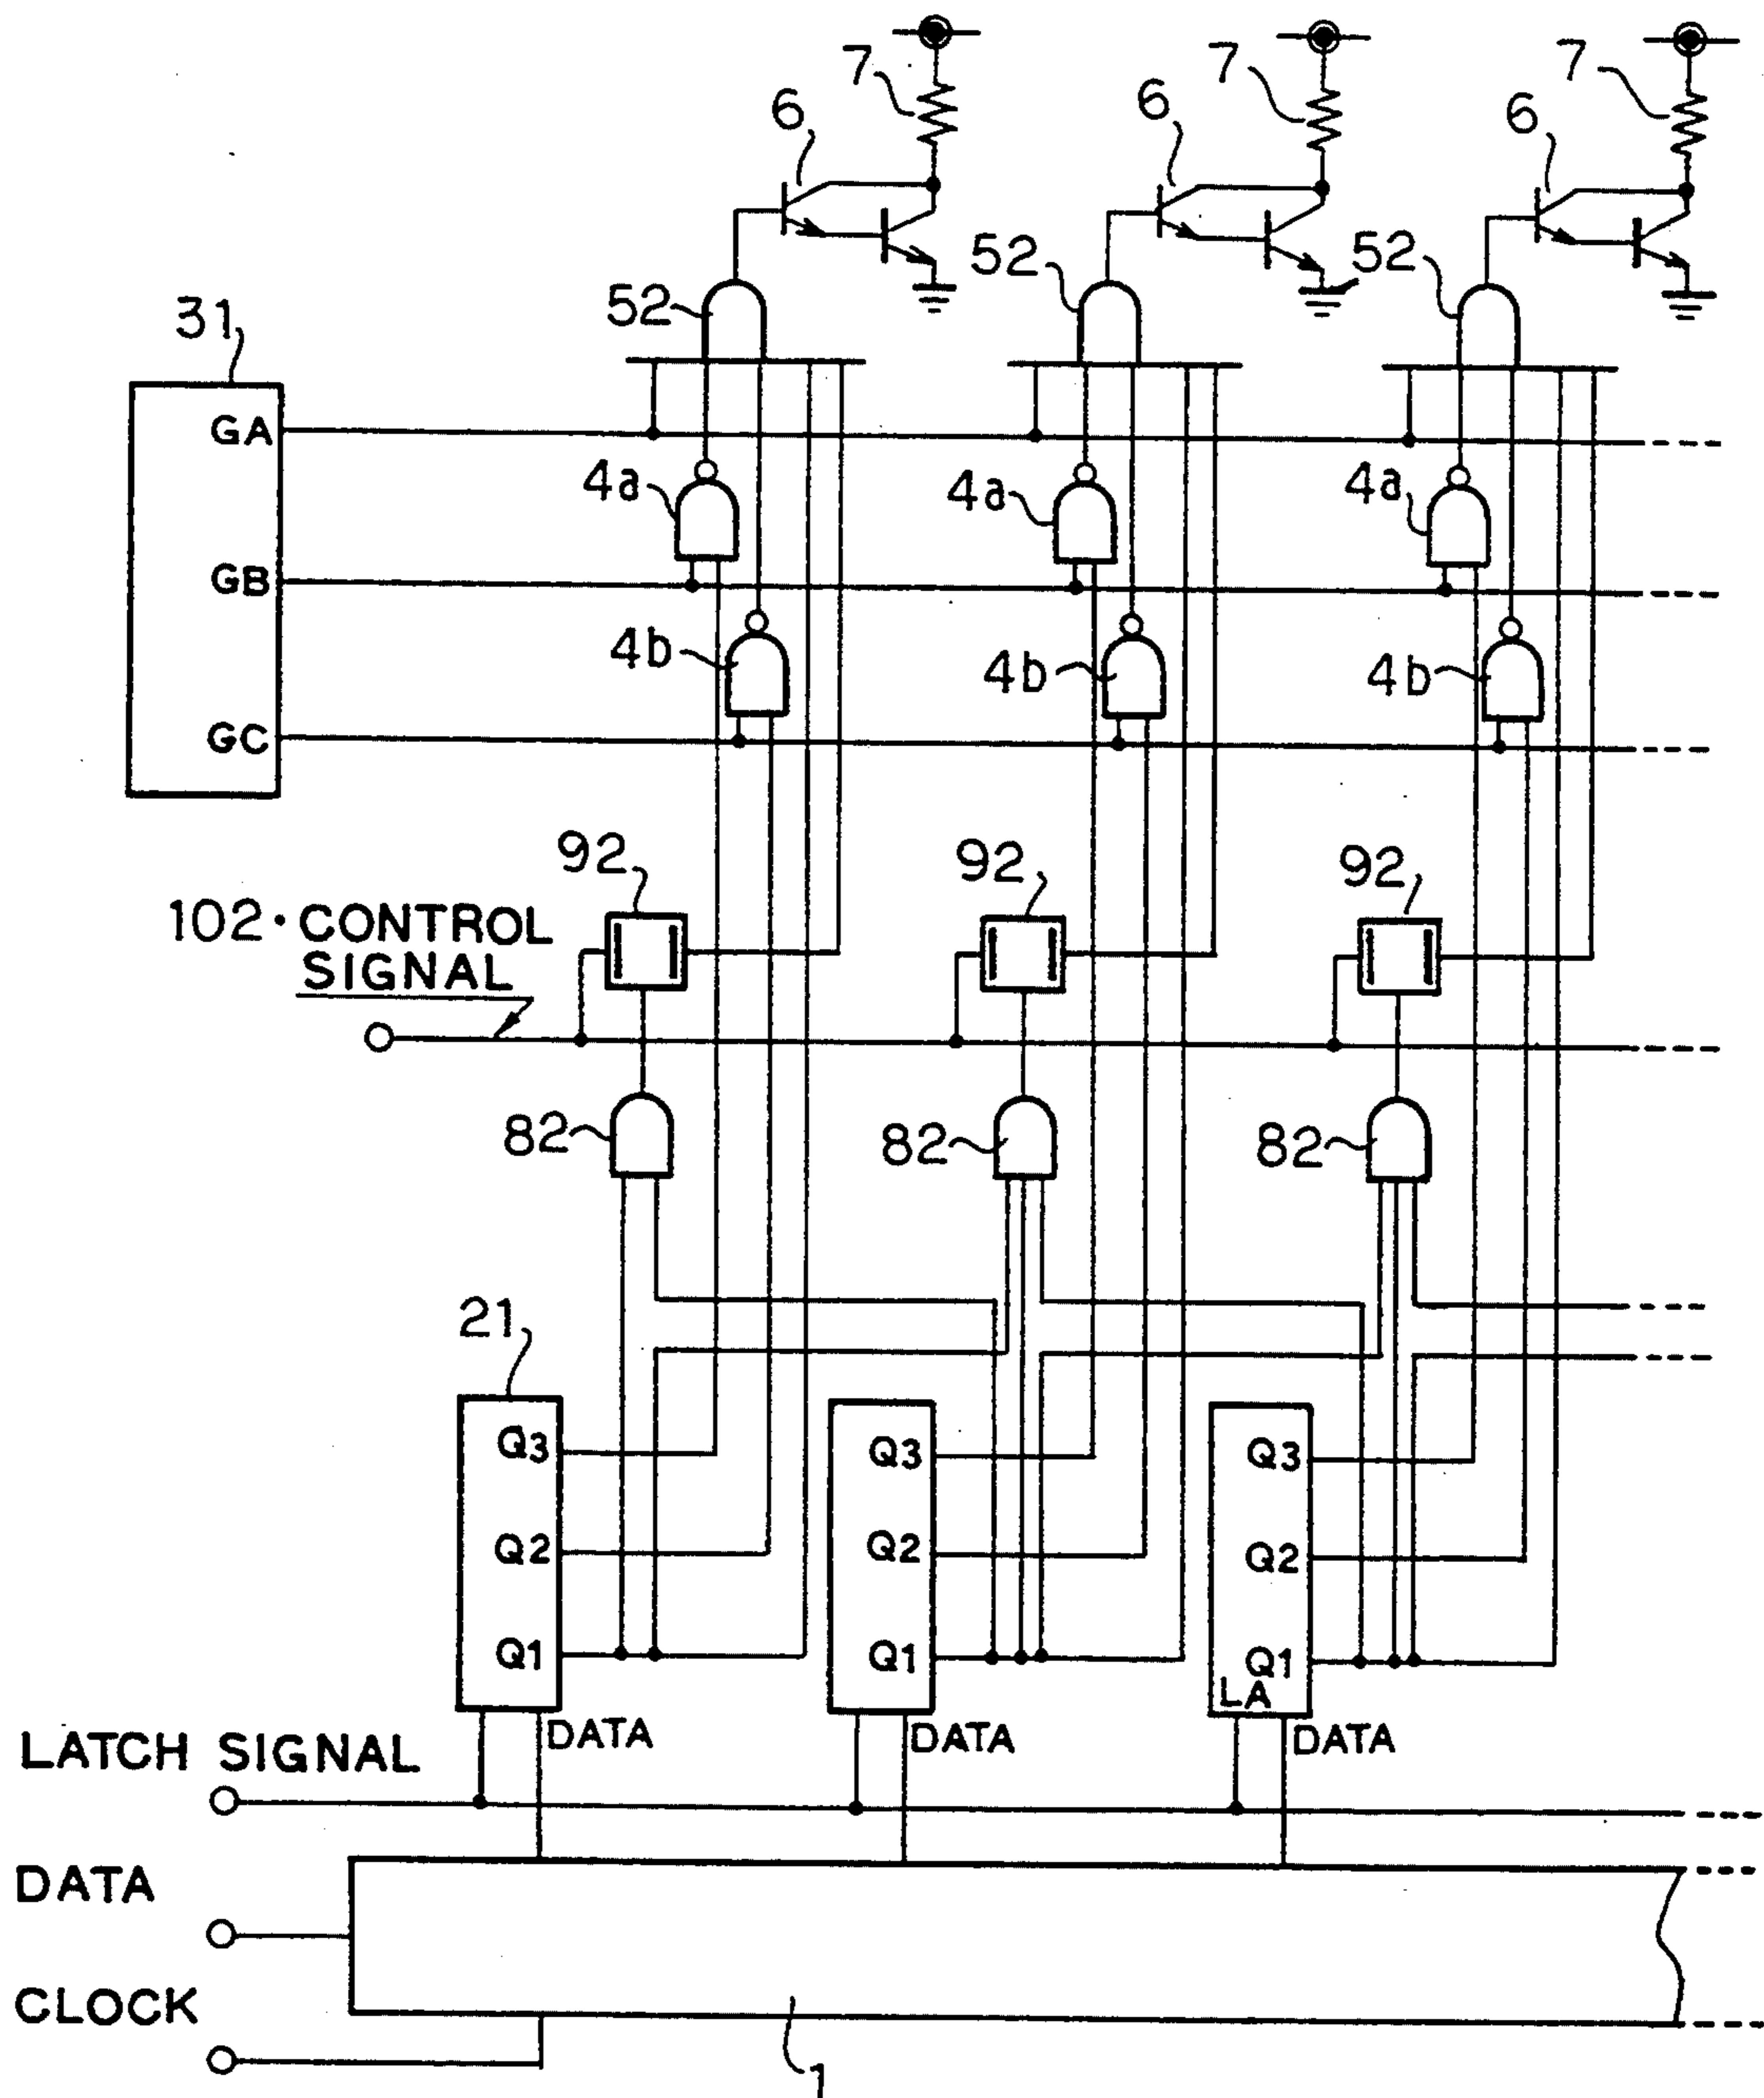 7 7 7
6 6 6
52 52 52
31
GA
4a 4a 4a
GB
4b 4b 4b
GC
92 92 92
102・CONTROL
SIGNAL
82 82 82
21
Q3 Q3 Q3
Q2 Q2 Q2
Q1 Q1 Q1
LA
DATA DATA DATA
LATCH SIGNAL
DATA
CLOCK
1